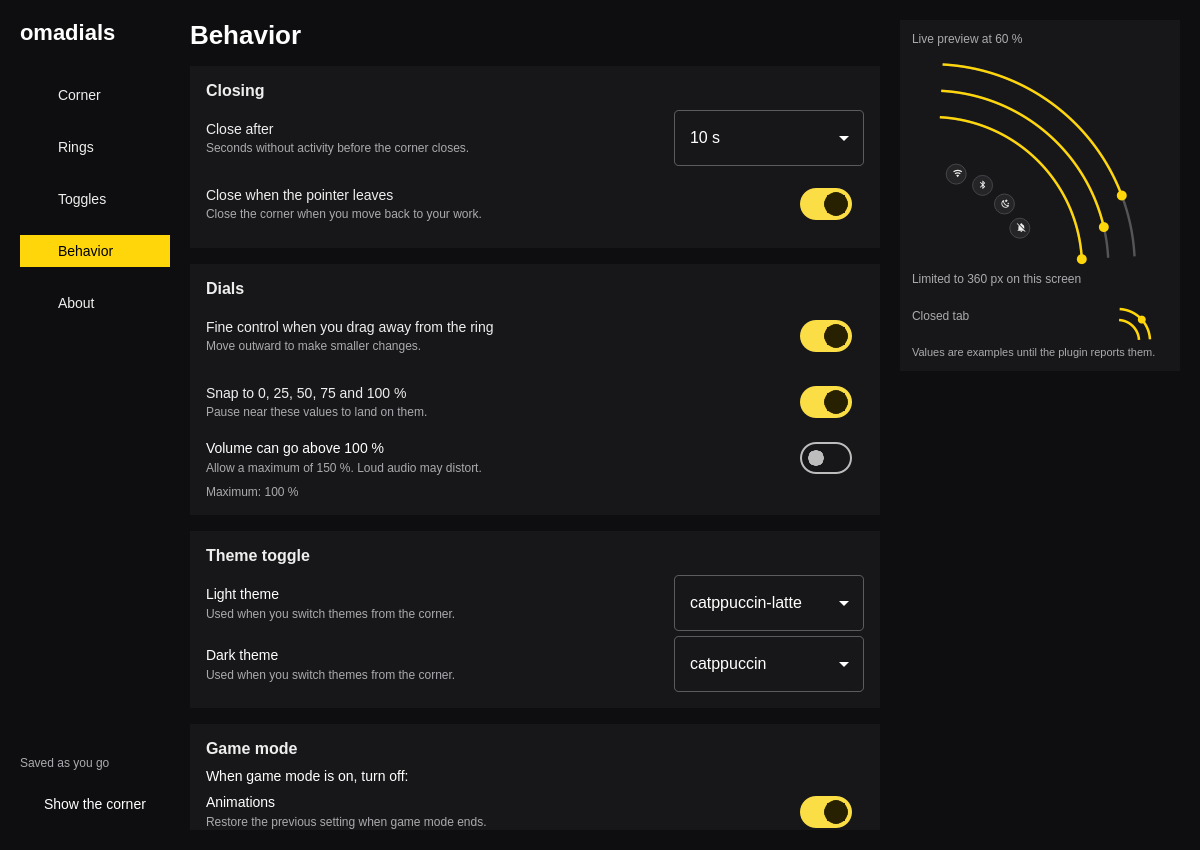 omadials
Corner
Rings
Toggles
Behavior
About
Saved as you go
Show the corner
Behavior
Closing
Close after
Seconds without activity before the corner closes.
10 s
Close when the pointer leaves
Close the corner when you move back to your work.
Dials
Fine control when you drag away from the ring
Move outward to make smaller changes.
Snap to 0, 25, 50, 75 and 100 %
Pause near these values to land on them.
Volume can go above 100 %
Allow a maximum of 150 %. Loud audio may distort.
Maximum: 100 %
Theme toggle
Light theme
Used when you switch themes from the corner.
catppuccin-latte
Dark theme
Used when you switch themes from the corner.
catppuccin
Game mode
When game mode is on, turn off:
Animations
Restore the previous setting when game mode ends.
Live preview at 60 %
Limited to 360 px on this screen
Closed tab
Values are examples until the plugin reports them.